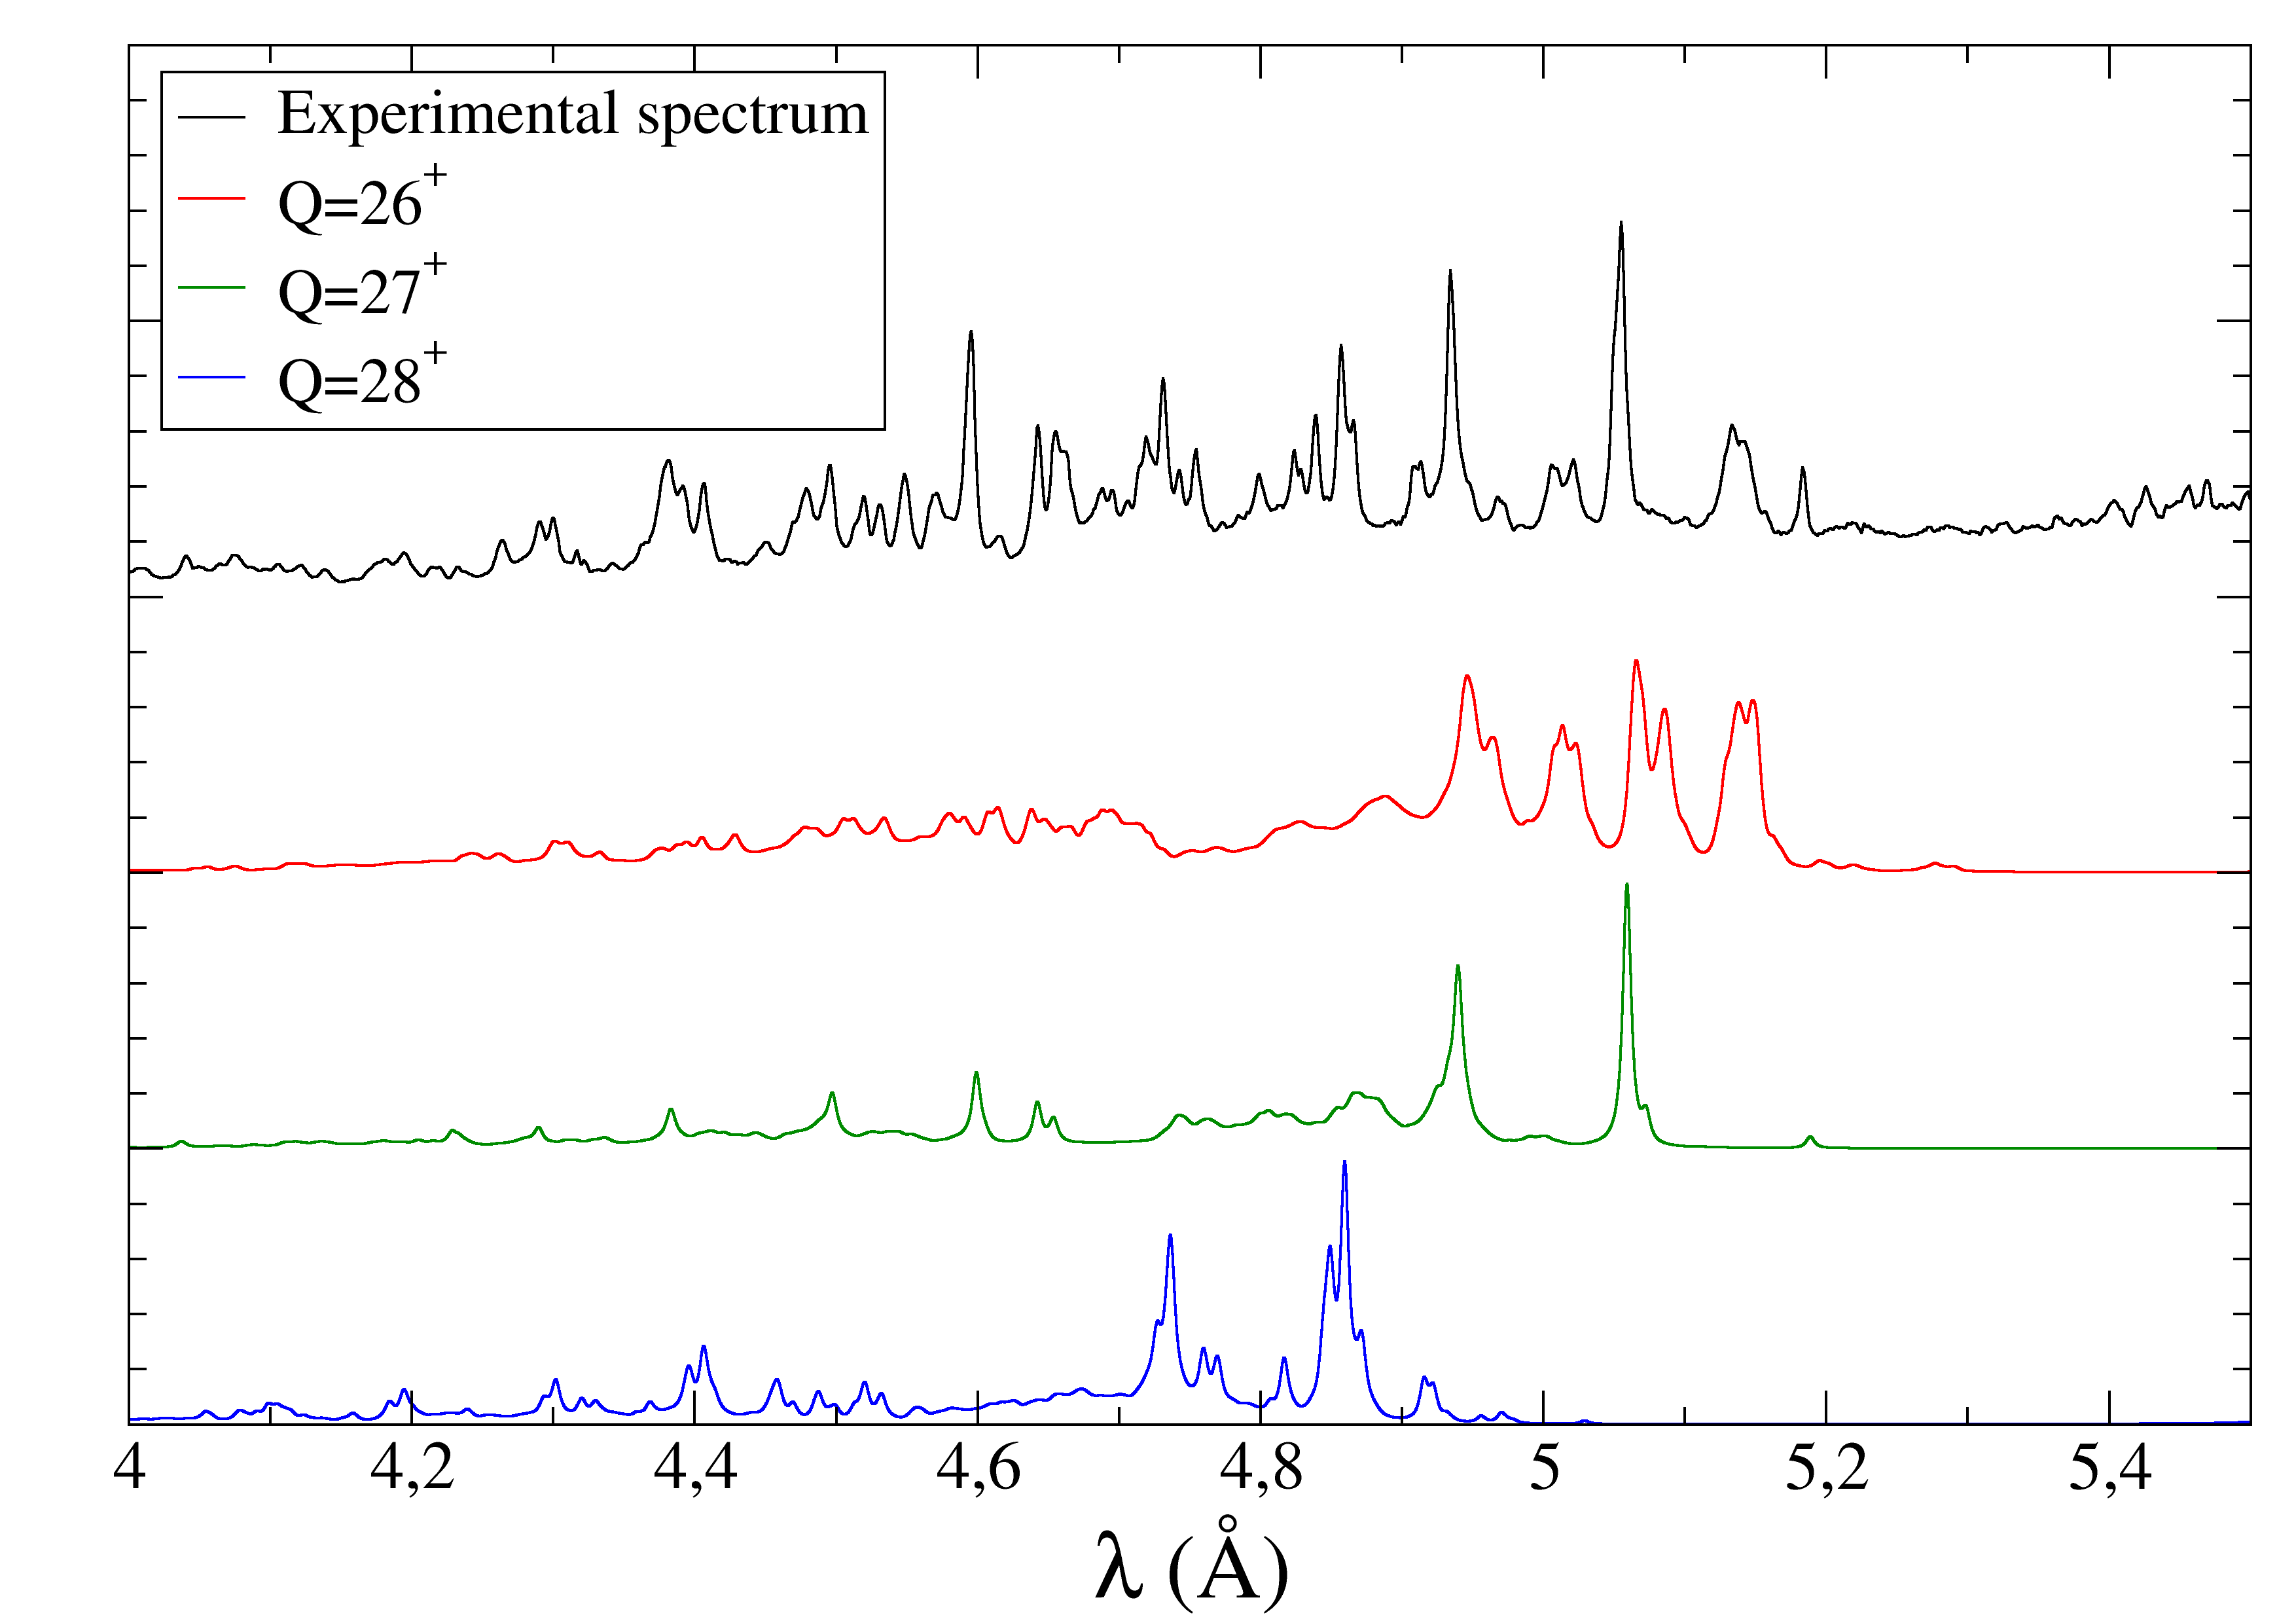 Experimental spectrum
Q=26+
Q=27+
Q=28+
4 4,2 4,4 4,6 4,8 5 5,2 5,4
λ (Å)